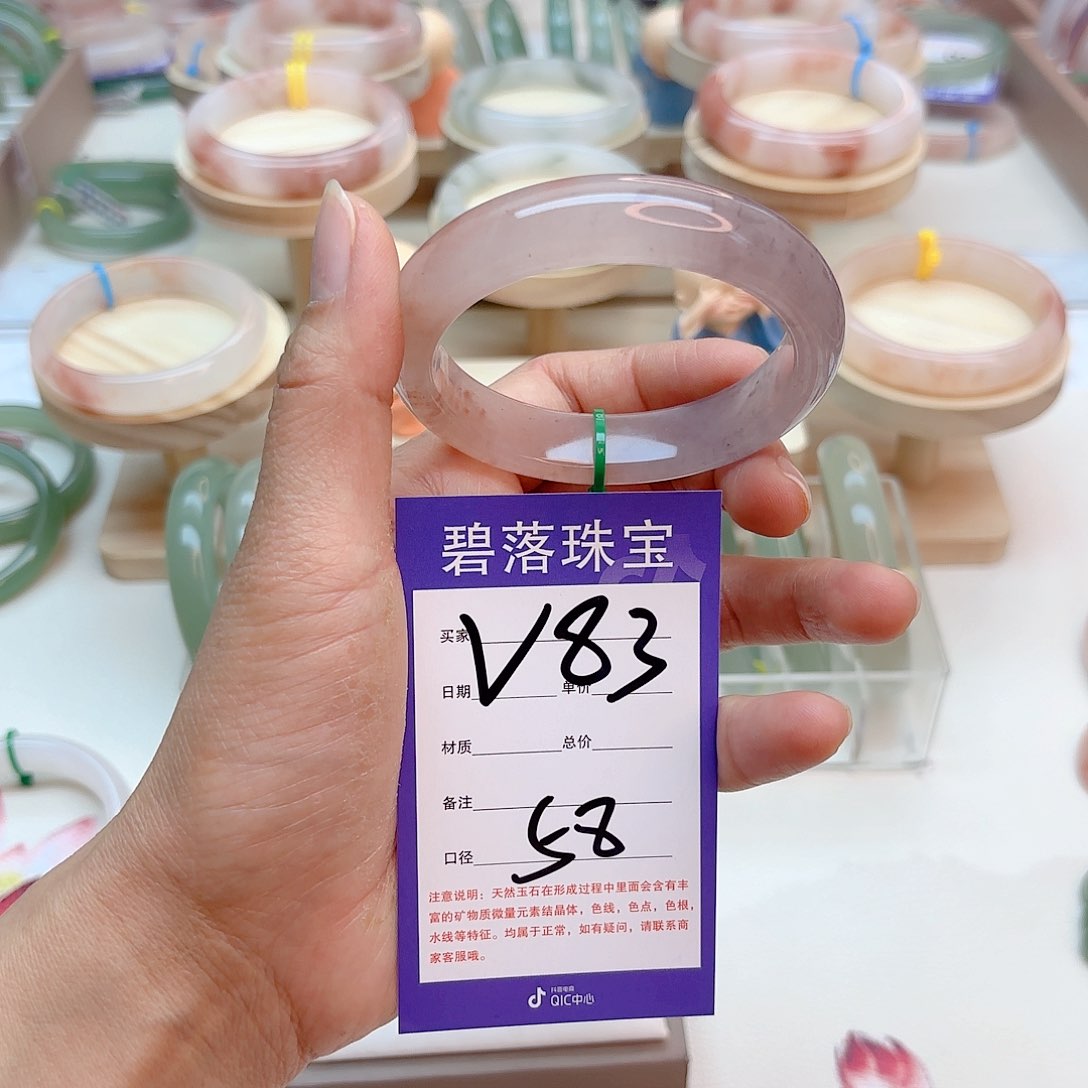 碧落珠宝
买家
V83
日期 单价
材质 总价
备注
58
口径
注意说明：天然玉石在形成过程中里面会含有丰
富的矿物质微量元素结晶体，色线，色点，色根，
水线等特征。均属于正常，如有疑问，请联系商
家客服哦。
抖音电商
QIC中心